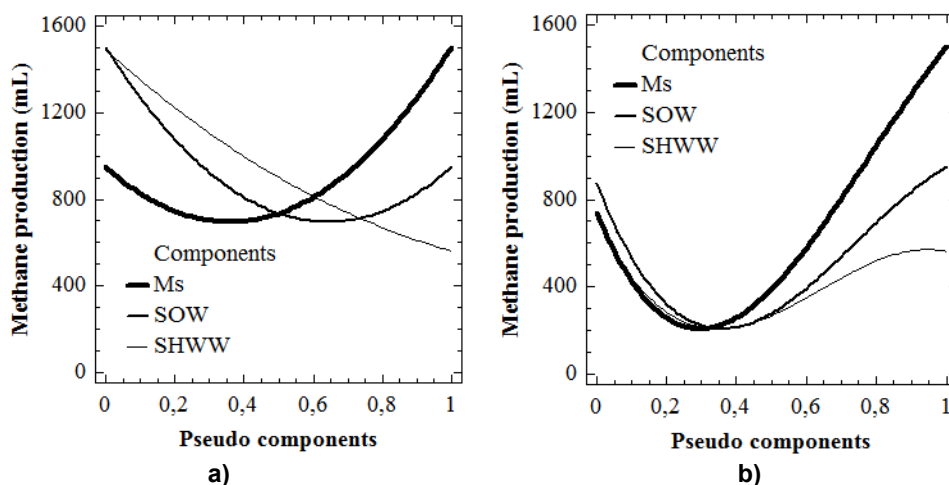 1600
1200
800
400
0
Methane production (mL)
Components
Ms
SOW
SHWW
0 0,2 0,4 0,6 0,8 1
Pseudo components
a)
1600
1200
800
400
0
Methane production (mL)
Components
Ms
SOW
SHWW
0 0,2 0,4 0,6 0,8 1
Pseudo components
b)